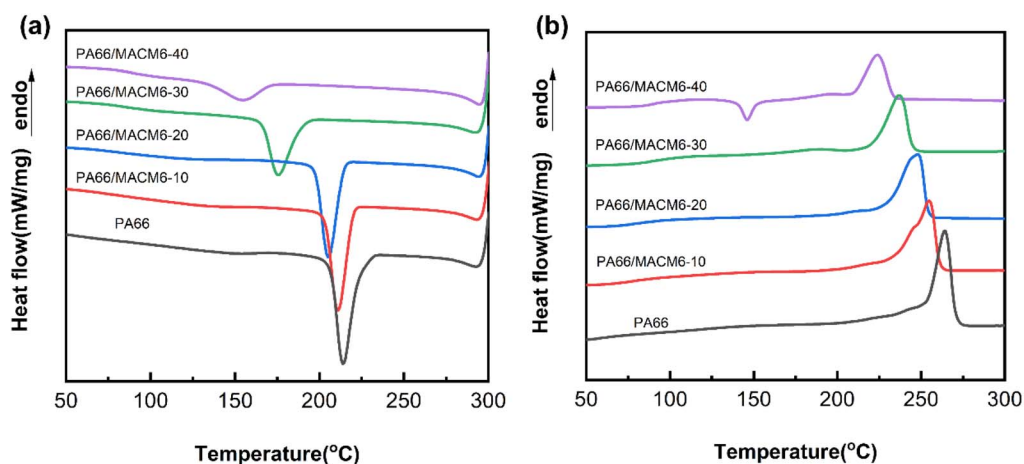 (a)
PA66/MACM6-40
PA66/MACM6-30
PA66/MACM6-20
PA66/MACM6-10
PA66
Heat flow(mW/mg) endo
50 100 150 200 250 300
Temperature(°C)
(b)
PA66/MACM6-40
PA66/MACM6-30
PA66/MACM6-20
PA66/MACM6-10
PA66
Heat flow(mW/mg) endo
50 100 150 200 250 300
Temperature(°C)